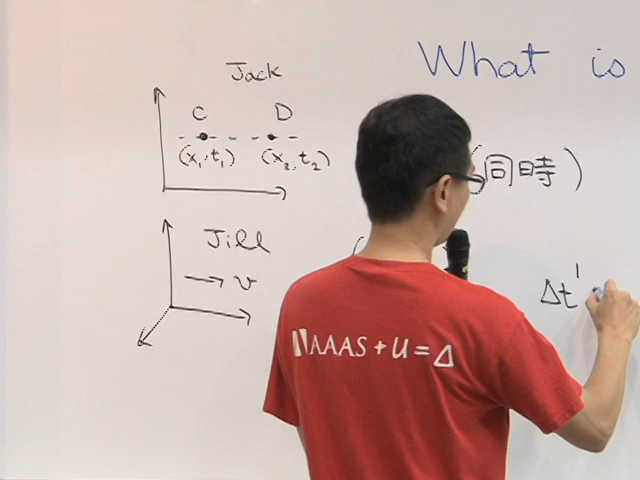 What is
Jack
C D
(x₁,t₁) (x₂,t₂)
(同時)
Jill
→ v
(
Δt'
AAAS + U = Δ